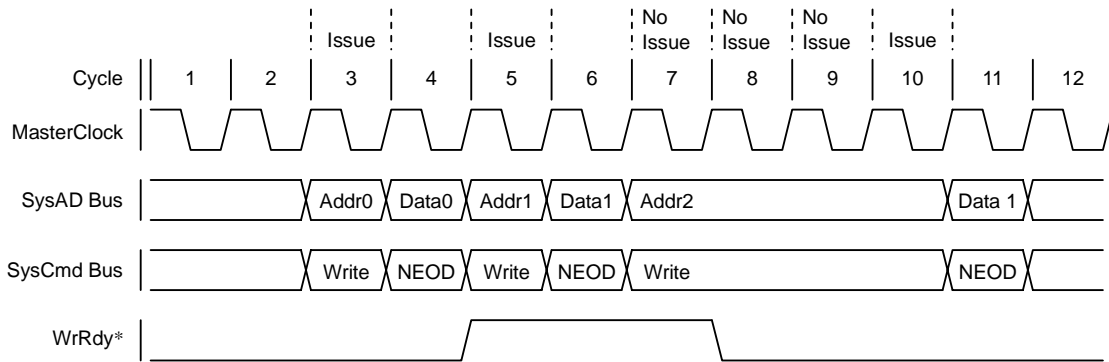 No No No
Issue Issue Issue Issue Issue Issue
Cycle 1 2 3 4 5 6 7 8 9 10 11 12
MasterClock
SysAD Bus Addr0 Data0 Addr1 Data1 Addr2 Data 1
SysCmd Bus Write NEOD Write NEOD Write NEOD
WrRdy*